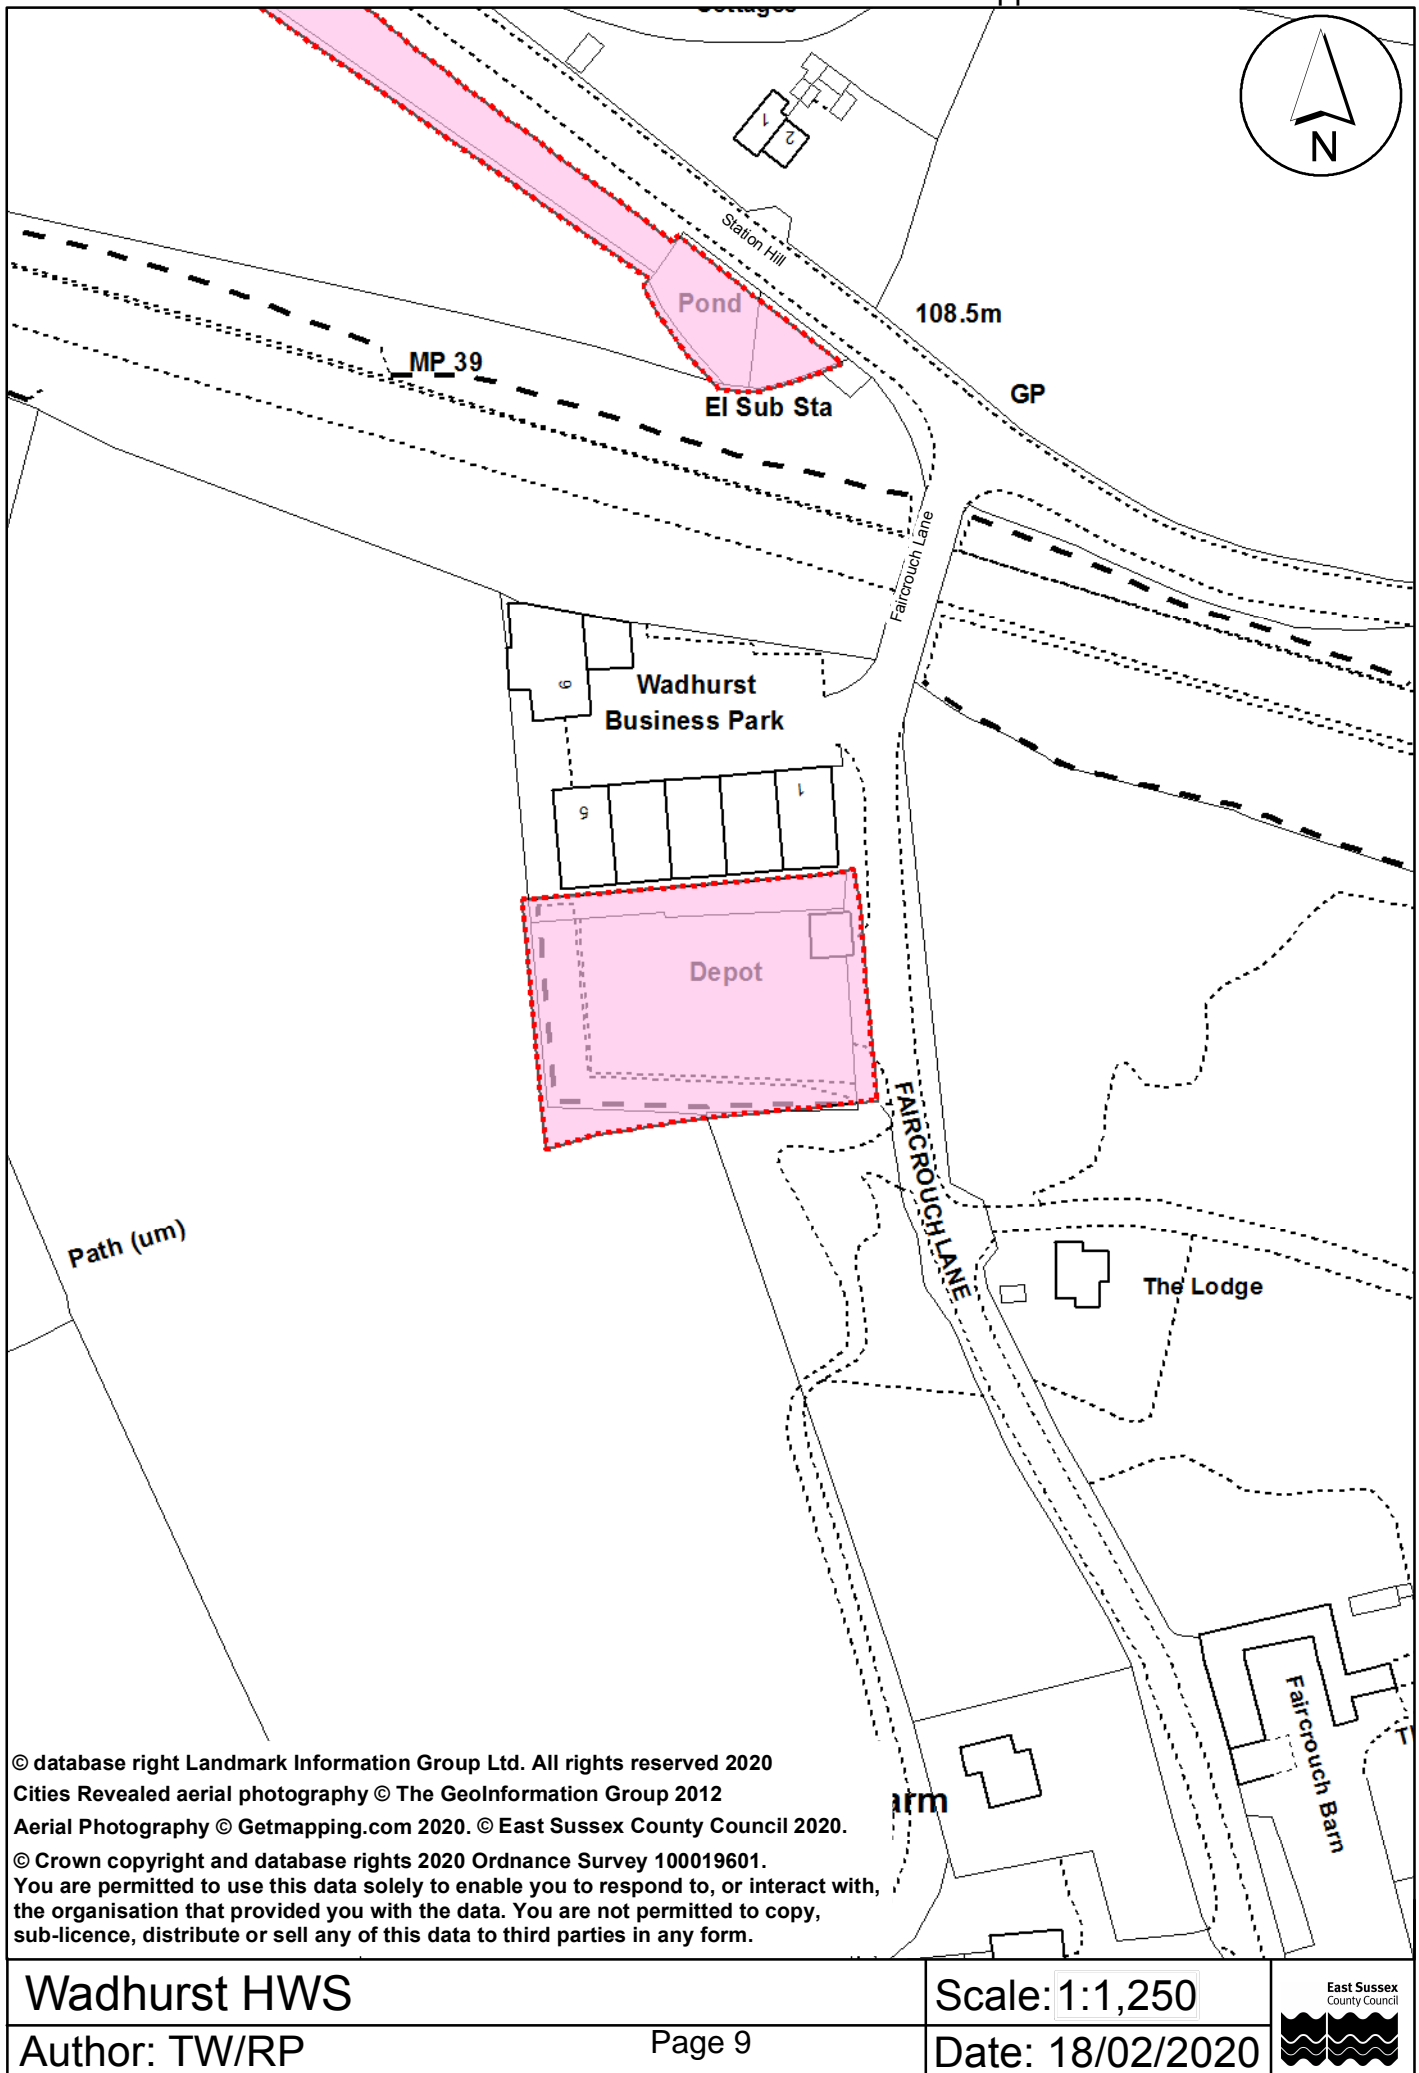 1
2
Station Hill
Pond
108.5m
MP 39
GP
El Sub Sta
Faircrouch Lane
9
Wadhurst
Business Park
5
1
Depot
FAIRCROUCH LANE
Path (um)
The Lodge
Faircrouch Barn
arm
© database right Landmark Information Group Ltd. All rights reserved 2020
Cities Revealed aerial photography © The GeoInformation Group 2012
Aerial Photography © Getmapping.com 2020. © East Sussex County Council 2020.
© Crown copyright and database rights 2020 Ordnance Survey 100019601.
You are permitted to use this data solely to enable you to respond to, or interact with,
the organisation that provided you with the data. You are not permitted to copy,
sub-licence, distribute or sell any of this data to third parties in any form.
N
Wadhurst HWS
Scale: 1:1,250
Author: TW/RP
Page 9
Date: 18/02/2020
East Sussex
County Council